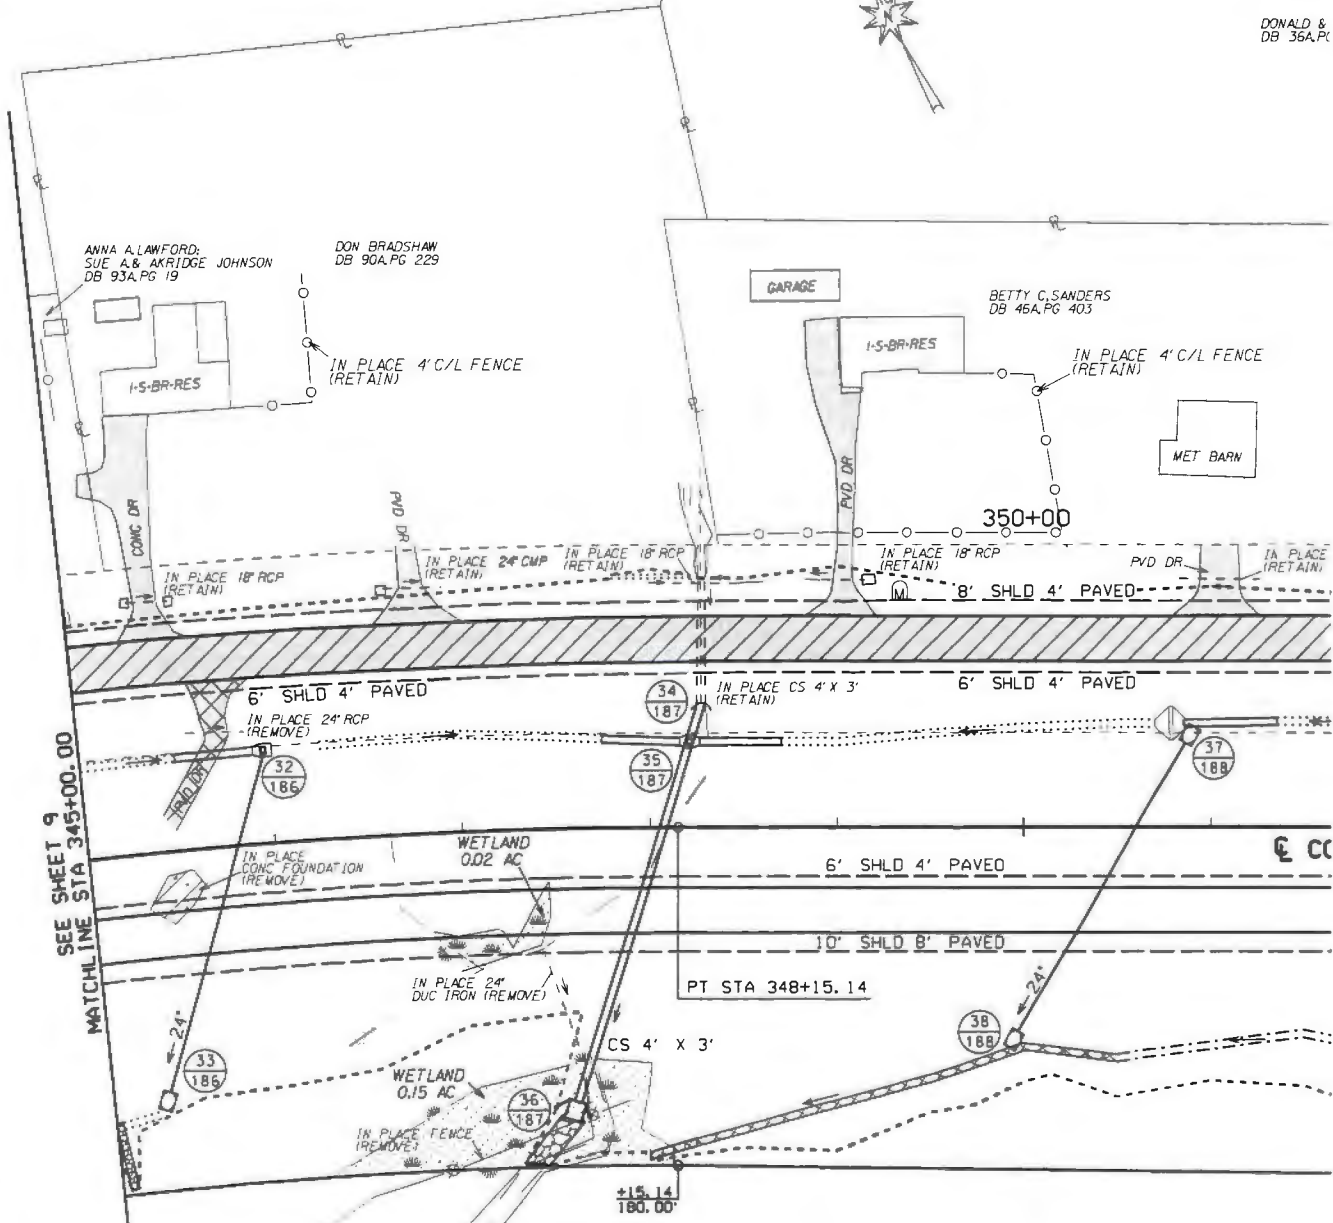 N
DONALD &
DB 36A,PG
ANNA A.LAWFORD;
SUE A.& AKRIDGE JOHNSON
DB 93A,PG 19
DON BRADSHAW
DB 90A,PG 229
GARAGE
BETTY C.SANDERS
DB 46A,PG 403
1-S-BR-RES
IN PLACE 4' C/L FENCE
(RETAIN)
1-S-BR-RES
IN PLACE 4' C/L FENCE
(RETAIN)
MET BARN
CONC DR
PVD DR
PVD DR
350+00
IN PLACE 18" RCP
(RETAIN)
IN PLACE 24" CMP
(RETAIN)
IN PLACE 18" RCP
(RETAIN)
IN PLACE 18" RCP
(RETAIN)
PVD DR
IN PLACE
(RETAIN)
M
8' SHLD 4' PAVED
6' SHLD 4' PAVED
6' SHLD 4' PAVED
IN PLACE 24" RCP
(REMOVE)
34
187
IN PLACE CS 4' X 3'
(RETAIN)
32
186
35
187
37
188
PVD DR
SEE SHEET 9
MATCHLINE STA 345+00.00
IN PLACE
CONC FOUNDATION
(REMOVE)
WETLAND
0.02 AC
6' SHLD 4' PAVED
℄ CO
10' SHLD 8' PAVED
IN PLACE 24"
DUC IRON (REMOVE)
PT STA 348+15.14
24"
24"
33
186
CS 4' X 3'
38
188
WETLAND
0.15 AC
36
187
IN PLACE FENCE
(REMOVE)
+15.14
180.00'